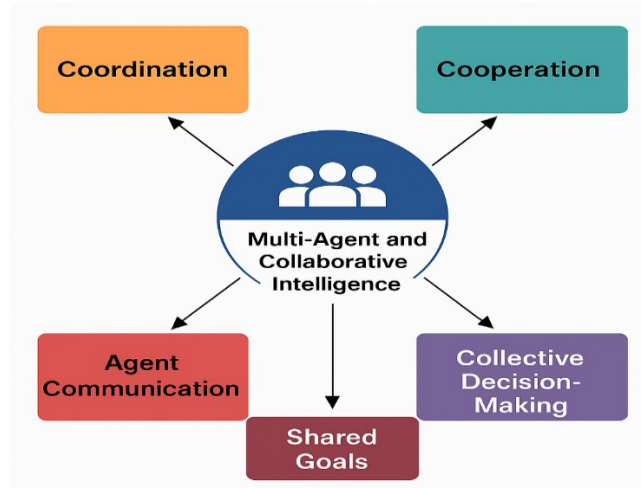 Coordination
Cooperation
Multi-Agent and
Collaborative
Intelligence
Agent
Communication
Collective
Decision-
Making
Shared
Goals